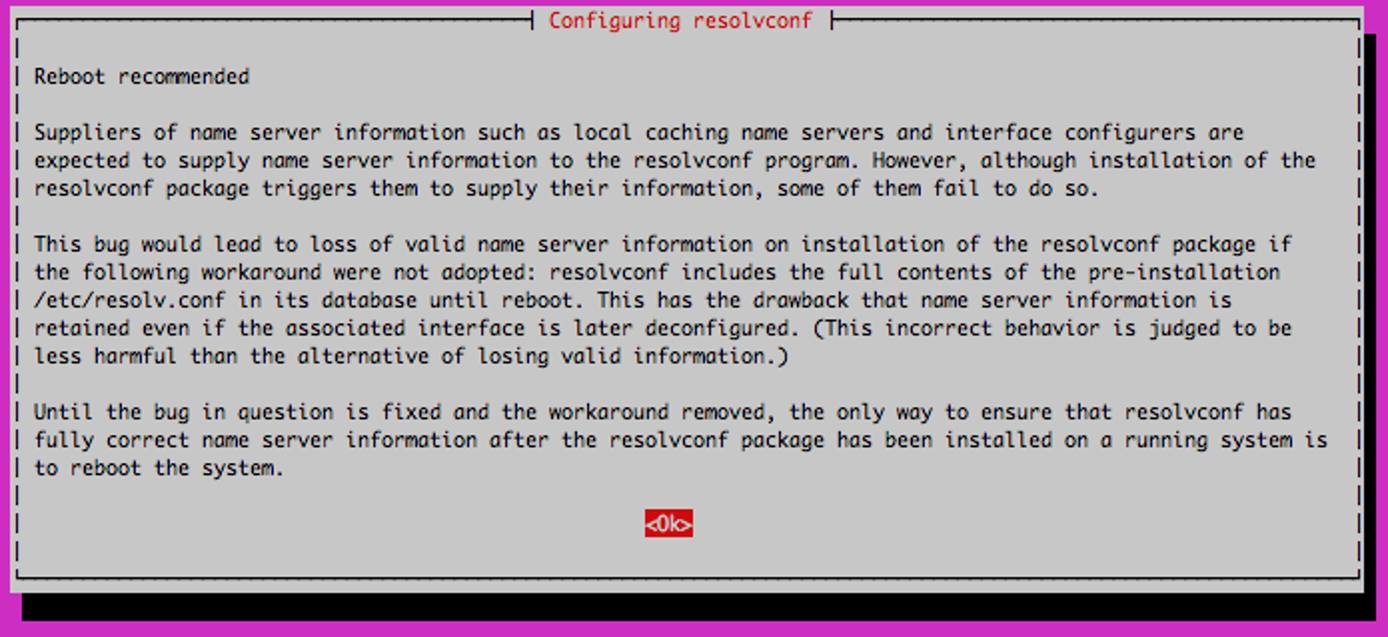 Configuring resolvconf
Reboot recommended
Suppliers of name server information such as local caching name servers and interface configurers are
expected to supply name server information to the resolvconf program. However, although installation of the
resolvconf package triggers them to supply their information, some of them fail to do so.
This bug would lead to loss of valid name server information on installation of the resolvconf package if
the following workaround were not adopted: resolvconf includes the full contents of the pre-installation
/etc/resolv.conf in its database until reboot. This has the drawback that name server information is
retained even if the associated interface is later deconfigured. (This incorrect behavior is judged to be
less harmful than the alternative of losing valid information.)
Until the bug in question is fixed and the workaround removed, the only way to ensure that resolvconf has
fully correct name server information after the resolvconf package has been installed on a running system is
to reboot the system.
<Ok>